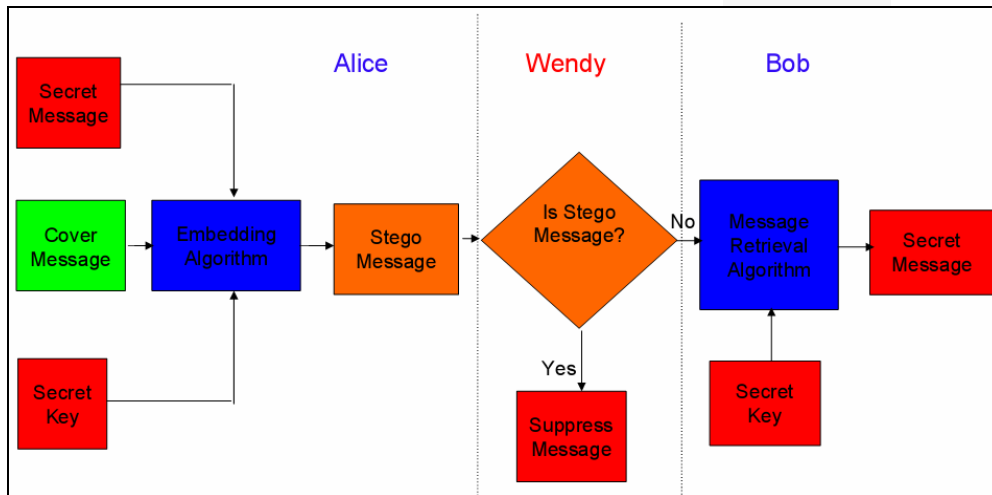 Alice
Wendy
Bob
Secret
Message
Cover
Message
Secret
Key
Embedding
Algorithm
Stego
Message
Is Stego
Message?
No
Yes
Suppress
Message
Message
Retrieval
Algorithm
Secret
Key
Secret
Message